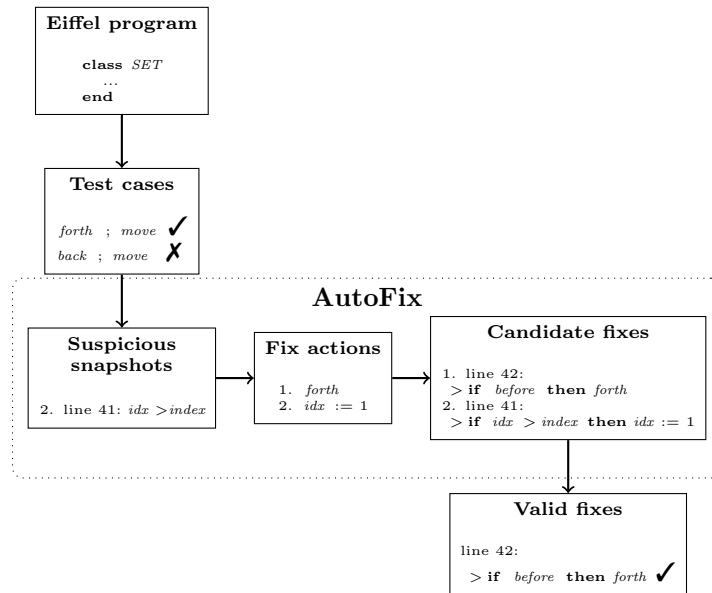 Eiffel program
class SET
...
end
Test cases
forth ; move ✓
back ; move ✗
AutoFix
Suspicious
snapshots
2. line 41: idx >index
Fix actions
1. forth
2. idx := 1
Candidate fixes
1. line 42:
> if before then forth
2. line 41:
> if idx > index then idx := 1
Valid fixes
line 42:
> if before then forth ✓